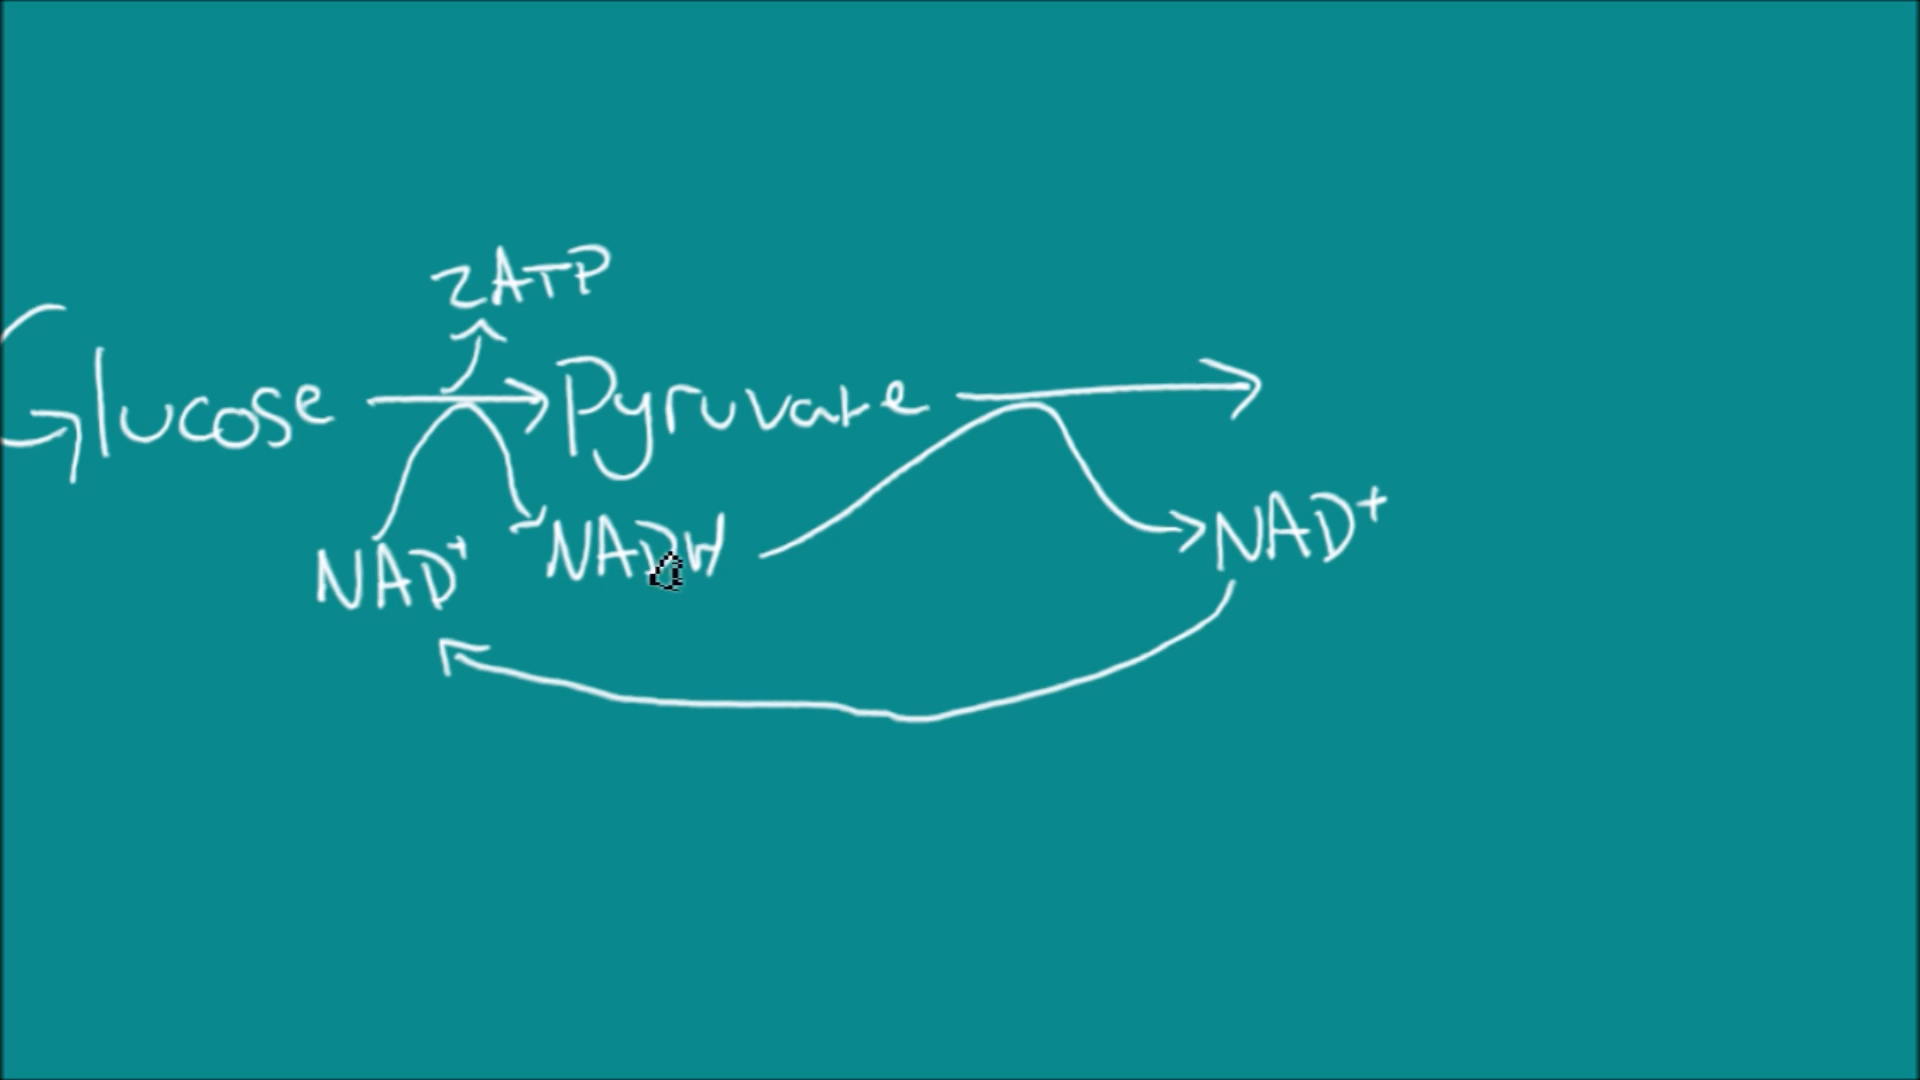 2ATP
Glucose → Pyruvate →
NAD⁺ NADH NAD⁺